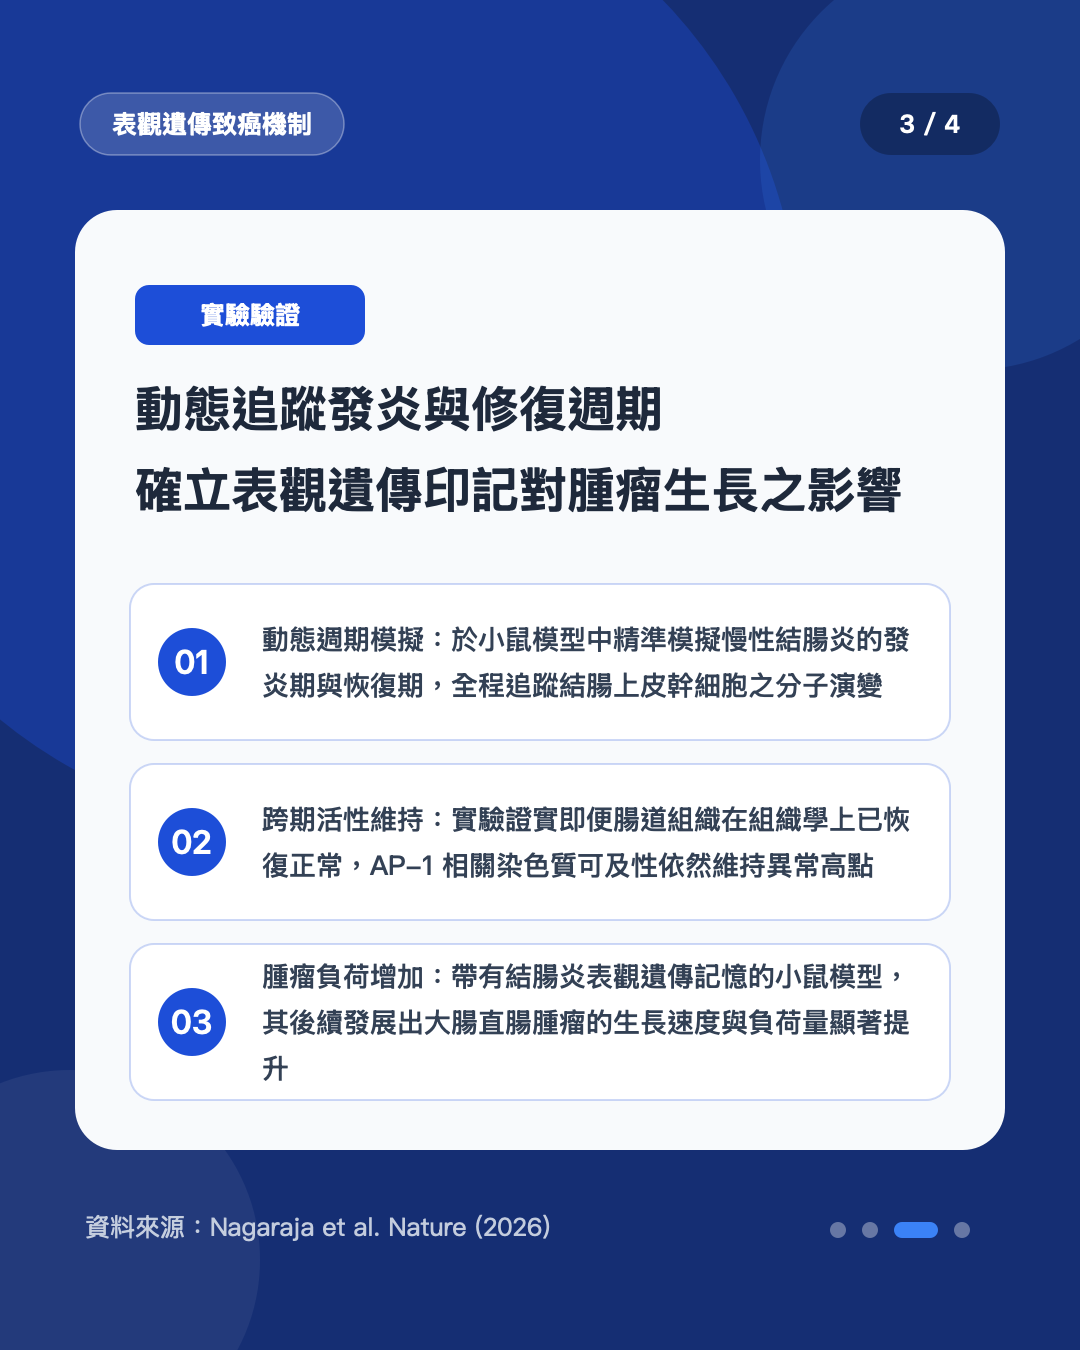 表觀遺傳致癌機制
3 / 4
實驗驗證
動態追蹤發炎與修復週期
確立表觀遺傳印記對腫瘤生長之影響
01
動態週期模擬：於小鼠模型中精準模擬慢性結腸炎的發
炎期與恢復期，全程追蹤結腸上皮幹細胞之分子演變
02
跨期活性維持：實驗證實即便腸道組織在組織學上已恢
復正常，AP–1 相關染色質可及性依然維持異常高點
03
腫瘤負荷增加：帶有結腸炎表觀遺傳記憶的小鼠模型，
其後續發展出大腸直腸腫瘤的生長速度與負荷量顯著提
升
資料來源：Nagaraja et al. Nature (2026)